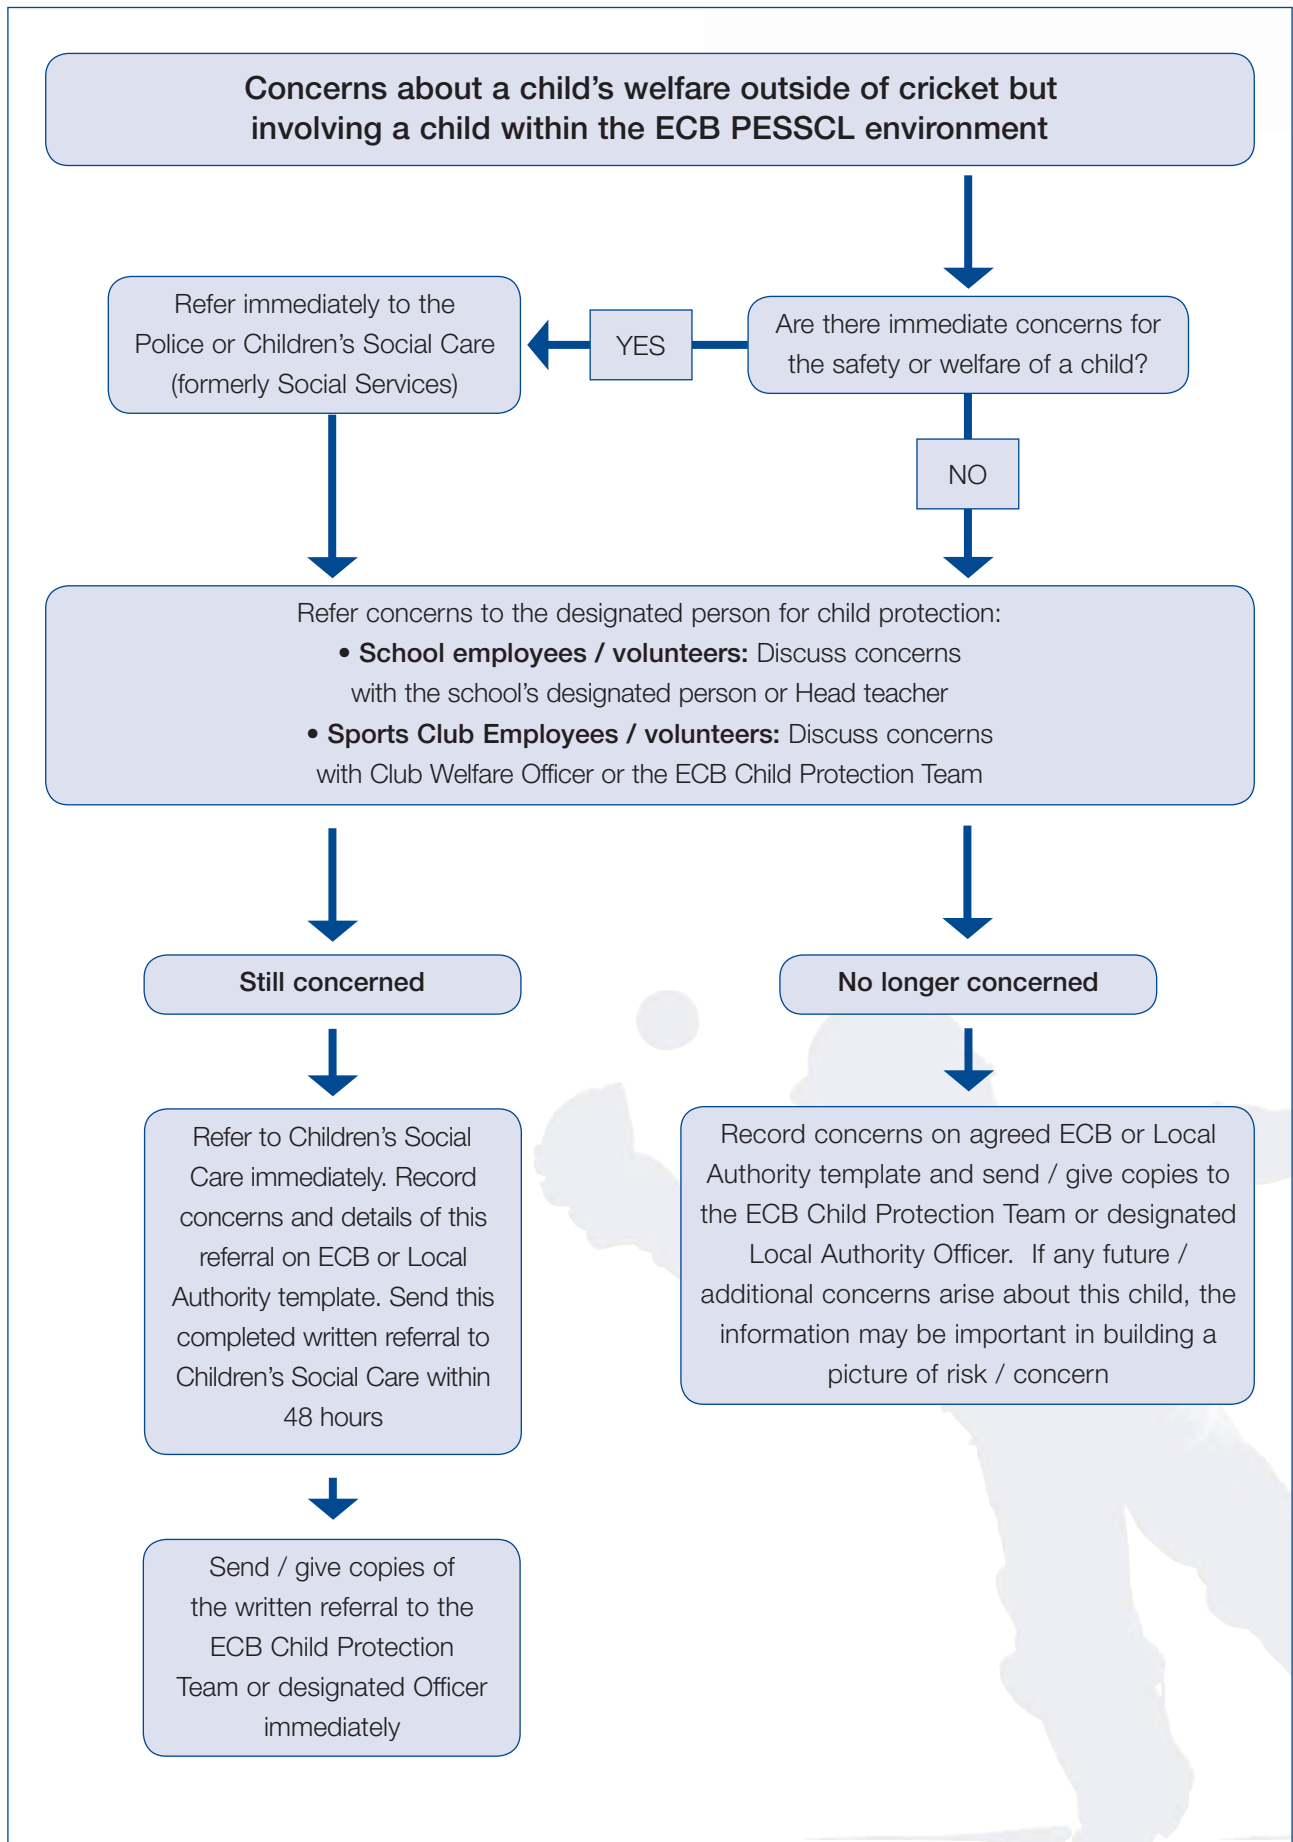 Concerns about a child’s welfare outside of cricket but
involving a child within the ECB PESSCL environment
Refer immediately to the
Police or Children’s Social Care
(formerly Social Services)
YES
Are there immediate concerns for
the safety or welfare of a child?
NO
Refer concerns to the designated person for child protection:
• School employees / volunteers: Discuss concerns
with the school’s designated person or Head teacher
• Sports Club Employees / volunteers: Discuss concerns
with Club Welfare Officer or the ECB Child Protection Team
Still concerned
No longer concerned
Refer to Children’s Social
Care immediately. Record
concerns and details of this
referral on ECB or Local
Authority template. Send this
completed written referral to
Children’s Social Care within
48 hours
Record concerns on agreed ECB or Local
Authority template and send / give copies to
the ECB Child Protection Team or designated
Local Authority Officer.  If any future /
additional concerns arise about this child, the
information may be important in building a
picture of risk / concern
Send / give copies of
the written referral to the
ECB Child Protection
Team or designated Officer
immediately